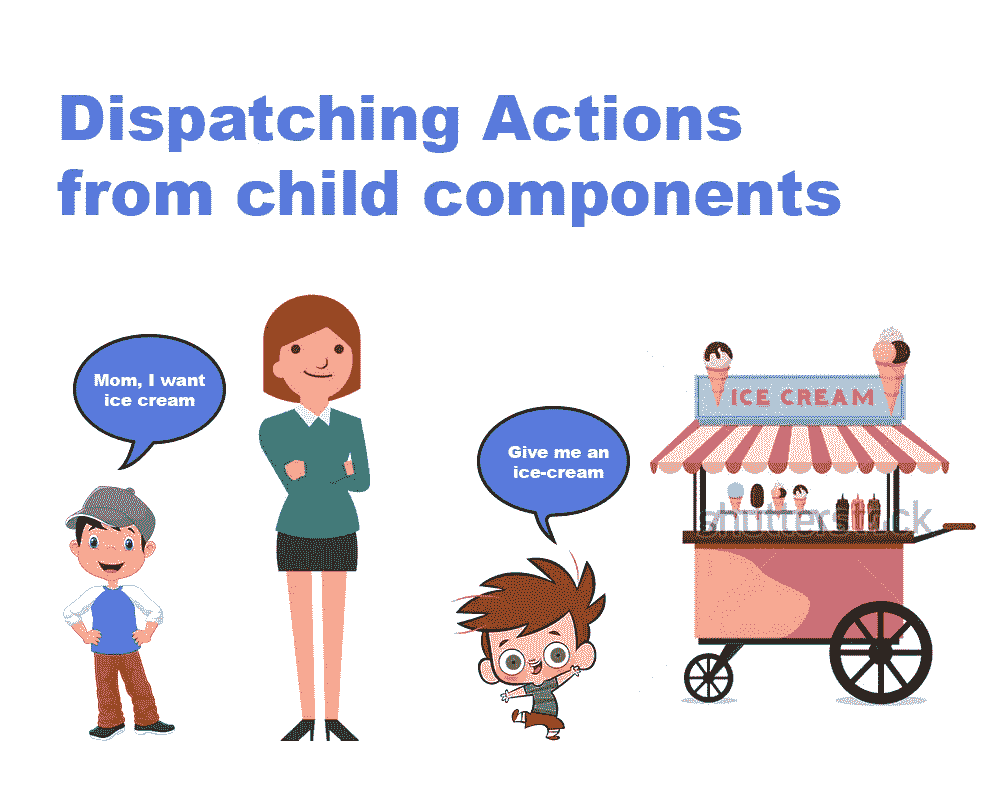 Dispatching Actions
from child components
Mom, I want
ice cream
Give me an
ice-cream
ICE CREAM
shutterstock